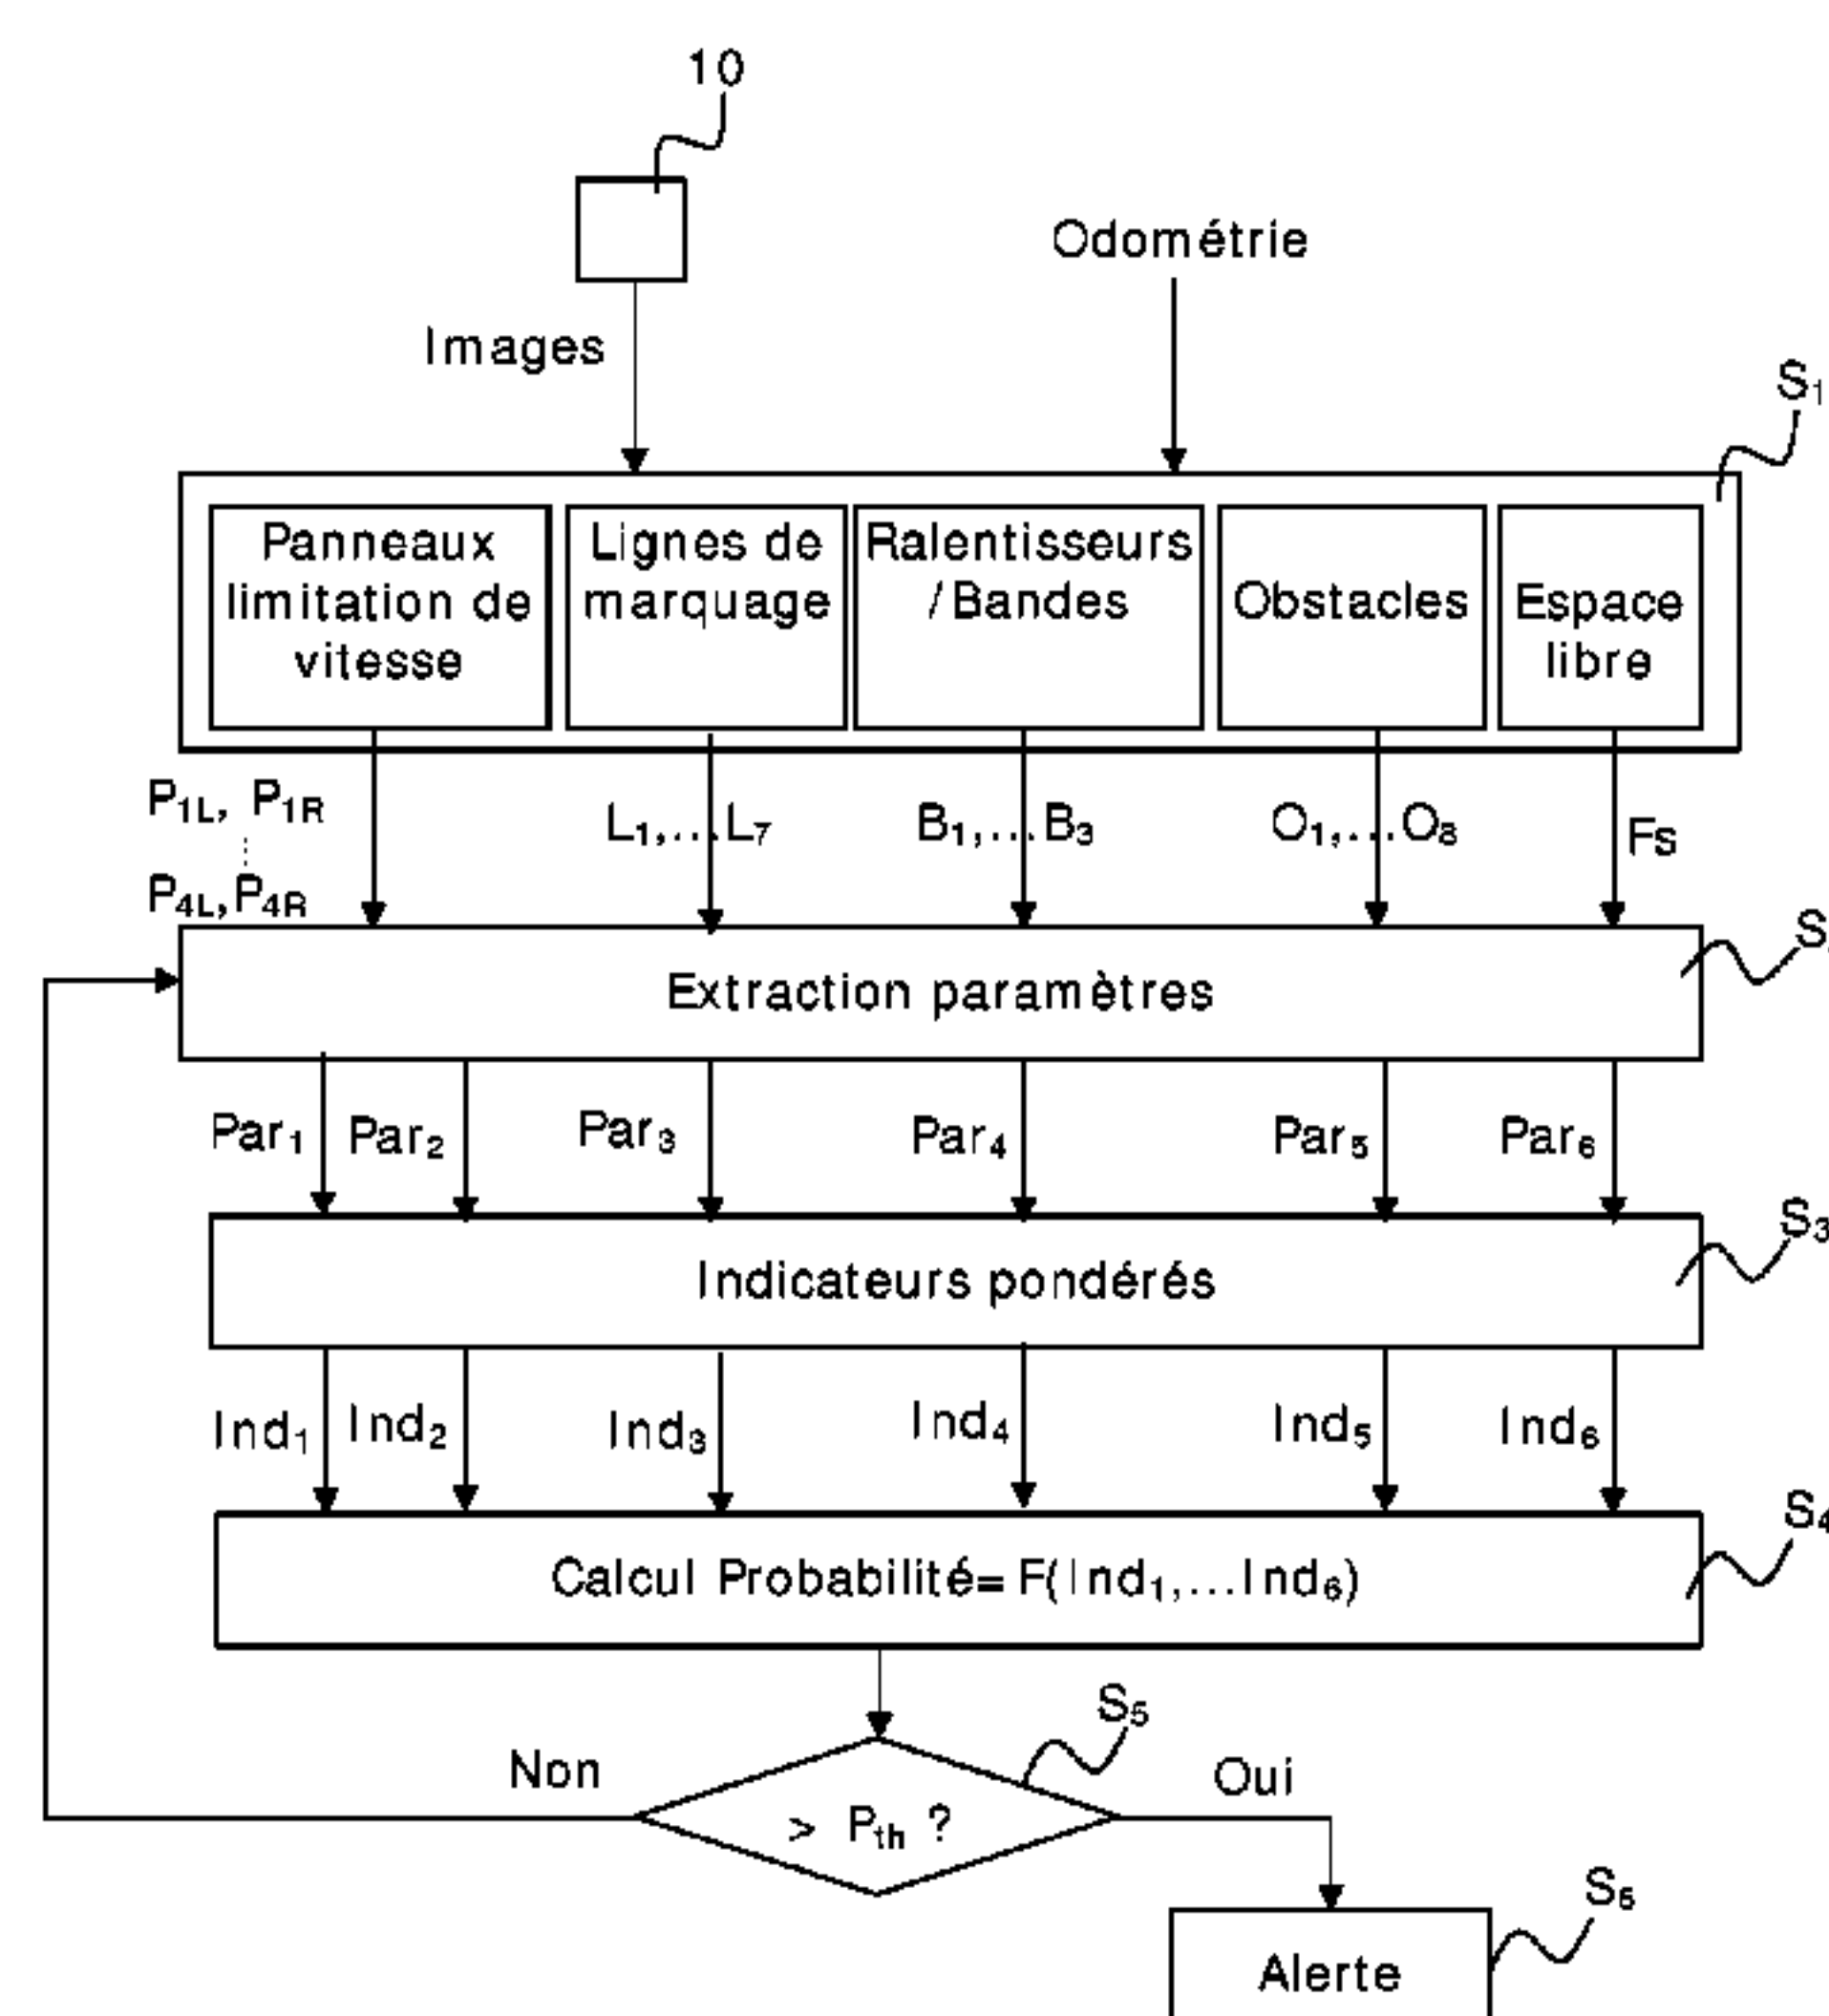 10
Odométrie
Images
S1
Panneaux
limitation de
vitesse
Lignes de
marquage
Ralentisseurs
/Bandes
Obstacles
Espace
libre
P1L, P1R
P4L, P4R
L1,...L7
B1,...B3
O1,...O8
Fs
S
Extraction paramètres
Par1 Par2 Par3 Par4 Par5 Par6
S3
Indicateurs pondérés
Ind1 Ind2 Ind3 Ind4 Ind5 Ind6
S4
Calcul Probabilité= F(Ind1,...Ind6)
S5
Non
Oui
> Pth ?
S6
Alerte